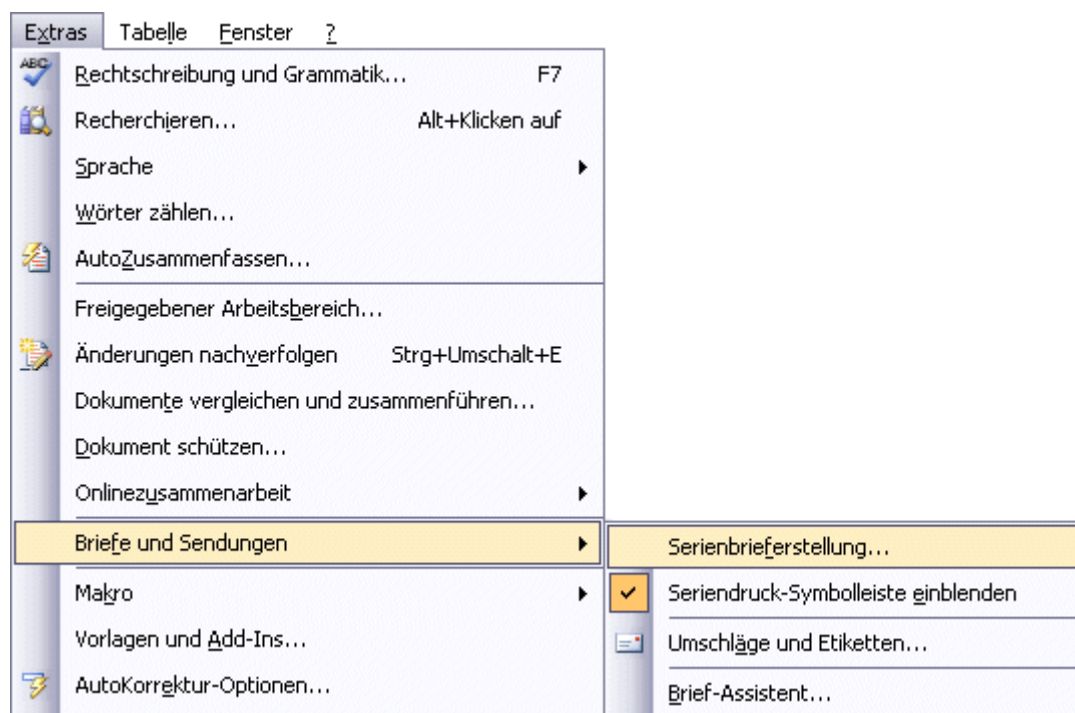 Extras Tabelle Fenster ?
ABC
Rechtschreibung und Grammatik... F7
Recherchieren... Alt+Klicken auf
Sprache
Wörter zählen...
AutoZusammenfassen...
Freigegebener Arbeitsbereich...
Änderungen nachverfolgen Strg+Umschalt+E
Dokumente vergleichen und zusammenführen...
Dokument schützen...
Onlinezusammenarbeit
Briefe und Sendungen
Serienbrieferstellung...
Makro
Seriendruck-Symbolleiste einblenden
Vorlagen und Add-Ins...
Umschläge und Etiketten...
AutoKorrektur-Optionen...
Brief-Assistent...